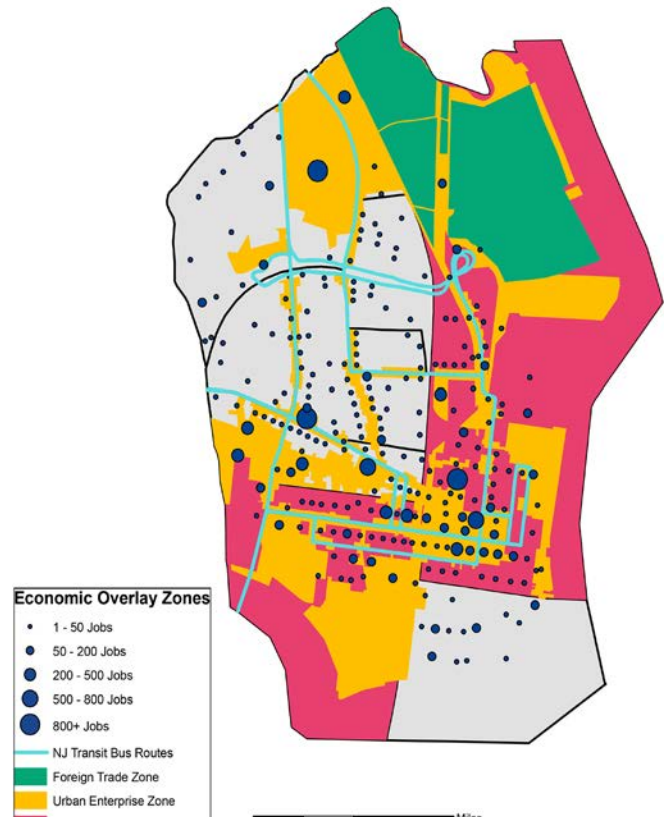 Economic Overlay Zones
1 - 50 Jobs
50 - 200 Jobs
200 - 500 Jobs
500 - 800 Jobs
800+ Jobs
NJ Transit Bus Routes
Foreign Trade Zone
Urban Enterprise Zone